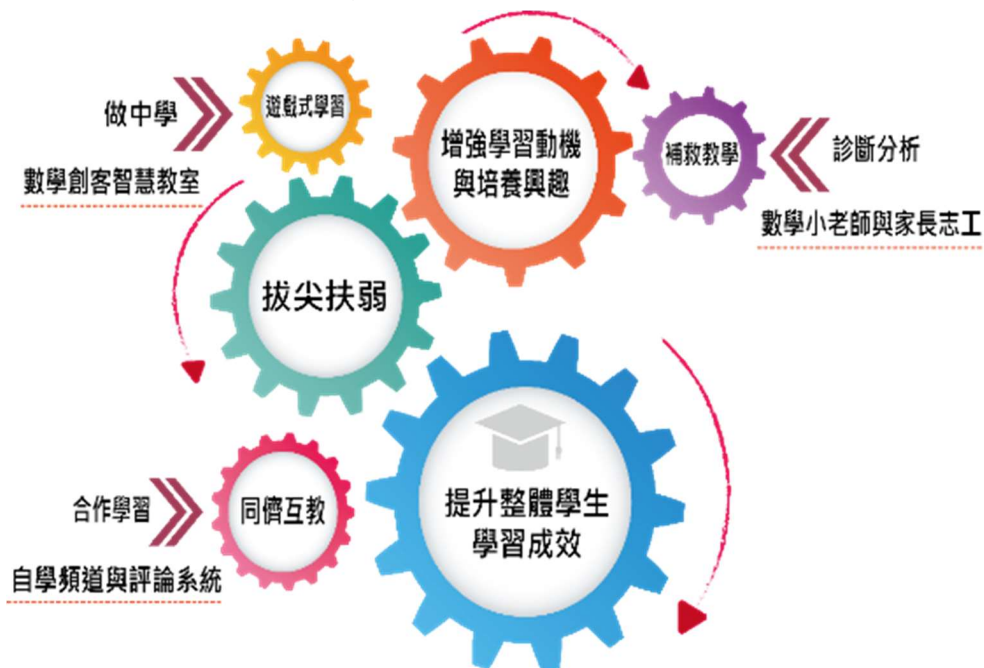 遊戲式學習
做中學
數學創客智慧教室
增強學習動機
與培養興趣
補救教學
診斷分析
數學小老師與家長志工
拔尖扶弱
提升整體學生
學習成效
同儕互教
合作學習
自學頻道與評論系統